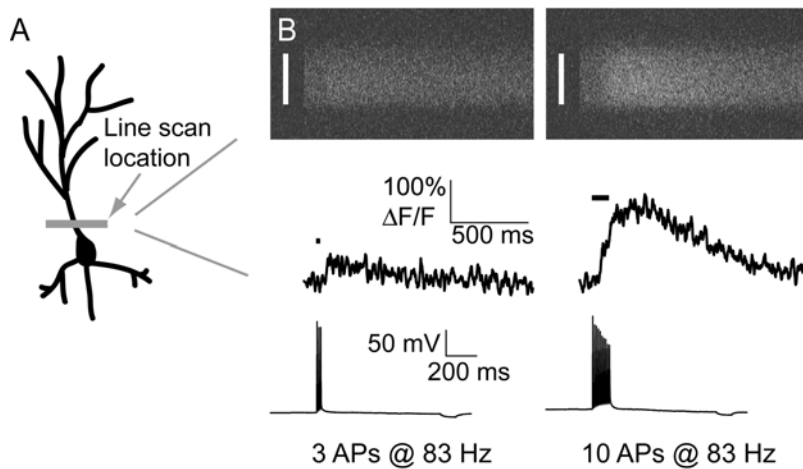 A
Line scan
location
B
100%
ΔF/F
500 ms
50 mV
200 ms
3 APs @ 83 Hz
10 APs @ 83 Hz